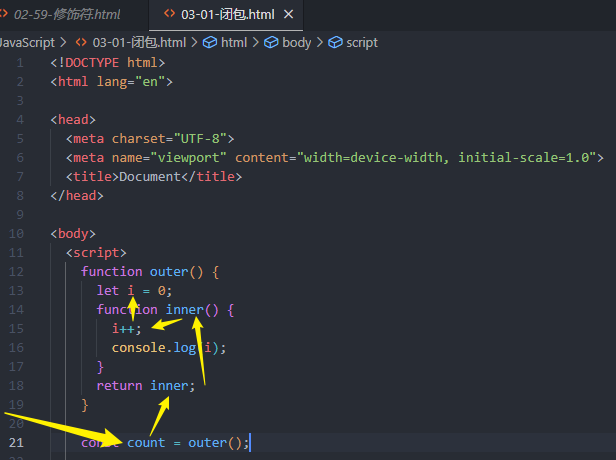 02-59-修饰符.html
03-01-闭包.html ×
JavaScript > 03-01-闭包.html > html > body > script
1 <!DOCTYPE html>
2 <html lang="en">
3
4 <head>
5 <meta charset="UTF-8">
6 <meta name="viewport" content="width=device-width, initial-scale=1.0">
7 <title>Document</title>
8 </head>
9
10 <body>
11 <script>
12 function outer() {
13 let i = 0;
14 function inner() {
15 i++;
16 console.log(i);
17 }
18 return inner;
19 }
20
21 const count = outer();